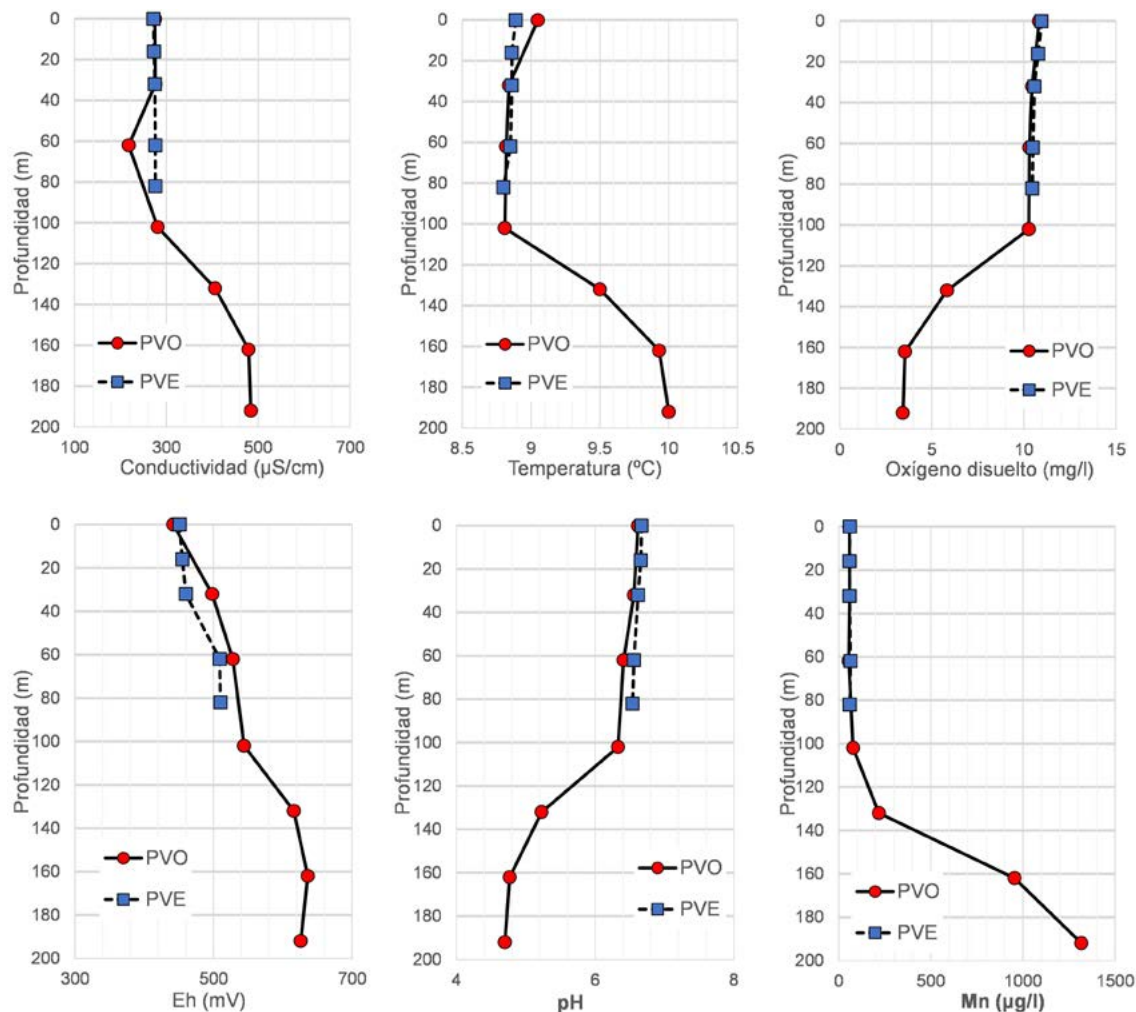 0
20
40
60
80
100
120
140
160
180
200
Profundidad (m)
PVO
PVE
100 300 500 700
Conductividad (µS/cm)
0
20
40
60
80
100
120
140
160
180
200
Profundidad (m)
PVO
PVE
8.5 9 9.5 10 10.5
Temperatura (ºC)
0
20
40
60
80
100
120
140
160
180
200
Profundidad (m)
PVO
PVE
0 5 10 15
Oxígeno disuelto (mg/l)
0
20
40
60
80
100
120
140
160
180
200
Profundidad (m)
PVO
PVE
300 500 700
Eh (mV)
0
20
40
60
80
100
120
140
160
180
200
Profundidad (m)
PVO
PVE
4 6 8
pH
0
20
40
60
80
100
120
140
160
180
200
Profundidad (m)
PVO
PVE
0 500 1000 1500
Mn (µg/l)